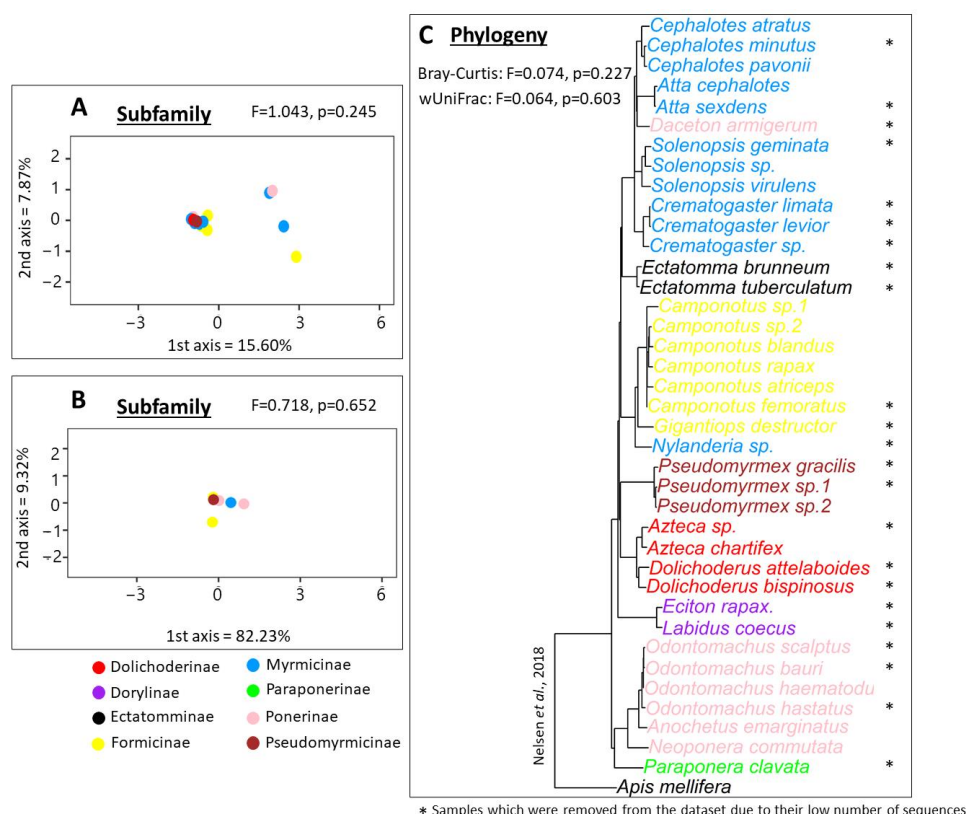 A Subfamily F=1.043, p=0.245
2nd axis = 7.87%
2
1
0
−1
−2
−3 0 3 6
1st axis = 15.60%
B Subfamily F=0.718, p=0.652
2nd axis = 9.32%
2
1
0
−1
−2
−3 0 3 6
1st axis = 82.23%
Dolichoderinae
Dorylinae
Ectatomminae
Formicinae
Myrmicinae
Paraponerinae
Ponerinae
Pseudomyrmicinae
C Phylogeny
Bray-Curtis: F=0.074, p=0.227
wUniFrac: F=0.064, p=0.603
Cephalotes atratus
Cephalotes minutus *
Cephalotes pavonii
Atta cephalotes
Atta sexdens *
Daceton armigerum *
Solenopsis geminata *
Solenopsis sp.
Solenopsis virulens
Crematogaster limata *
Crematogaster levior *
Crematogaster sp. *
Ectatomma brunneum *
Ectatomma tuberculatum *
Camponotus sp.1
Camponotus sp.2
Camponotus blandus
Camponotus rapax
Camponotus atriceps
Camponotus femoratus *
Gigantiops destructor *
Nylanderia sp. *
Pseudomyrmex gracilis *
Pseudomyrmex sp.1 *
Pseudomyrmex sp.2
Azteca sp. *
Azteca chartifex
Dolichoderus attelaboides *
Dolichoderus bispinosus *
Eciton rapax. *
Labidus coecus *
Odontomachus scalptus *
Odontomachus bauri *
Odontomachus haematodu
Odontomachus hastatus *
Anochetus emarginatus
Neoponera commutata
Paraponera clavata *
Apis mellifera
Nelsen et al., 2018
* Samples which were removed from the dataset due to their low number of sequences